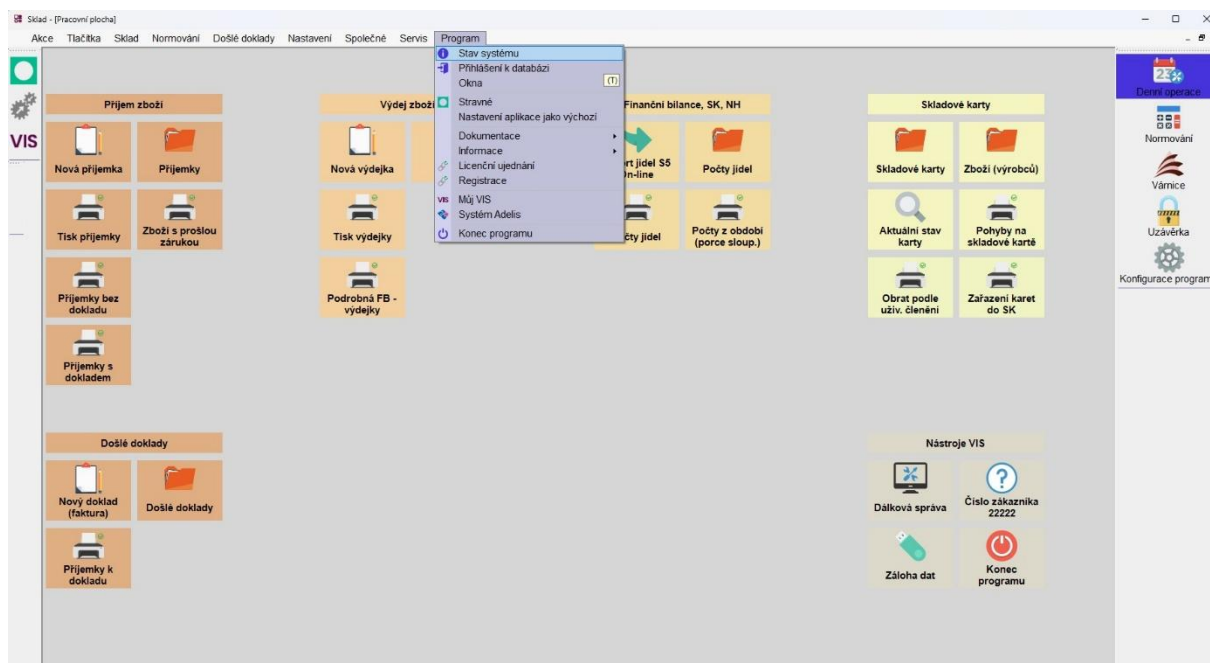 Sklad - [Pracovní plocha]
Akce Tlačítka Sklad Normování Došlé doklady Nastavení Společné Servis Program
Stav systému
Přihlášení k databázi
Okna
(T)
Stravné
Nastavení aplikace jako výchozí
Dokumentace
Informace
Licenční ujednání
Registrace
VIS Můj VIS
Systém Adelis
Konec programu
VIS
Příjem zboží
Nová příjemka
Příjemky
Tisk příjemky
Zboží s prošlou
zárukou
Příjemky bez
dokladu
Příjemky s
dokladem
Výdej zboží
Nová výdejka
Tisk výdejky
Podrobná FB -
výdejky
Finanční bilance, SK, NH
rt jídel S5
n-line
Počty jídel
čty jídel
Počty z období
(porce sloup.)
Skladové karty
Skladové karty
Zboží (výrobců)
Aktuální stav
karty
Pohyby na
skladové kartě
Obrat podle
uživ. členění
Zařazení karet
do SK
Došlé doklady
Nový doklad
(faktura)
Došlé doklady
Příjemky k
dokladu
Nástroje VIS
Dálková správa
Číslo zákazníka
22222
Záloha dat
Konec
programu
23
Denní operace
Normování
Várnice
Uzávěrka
Konfigurace program